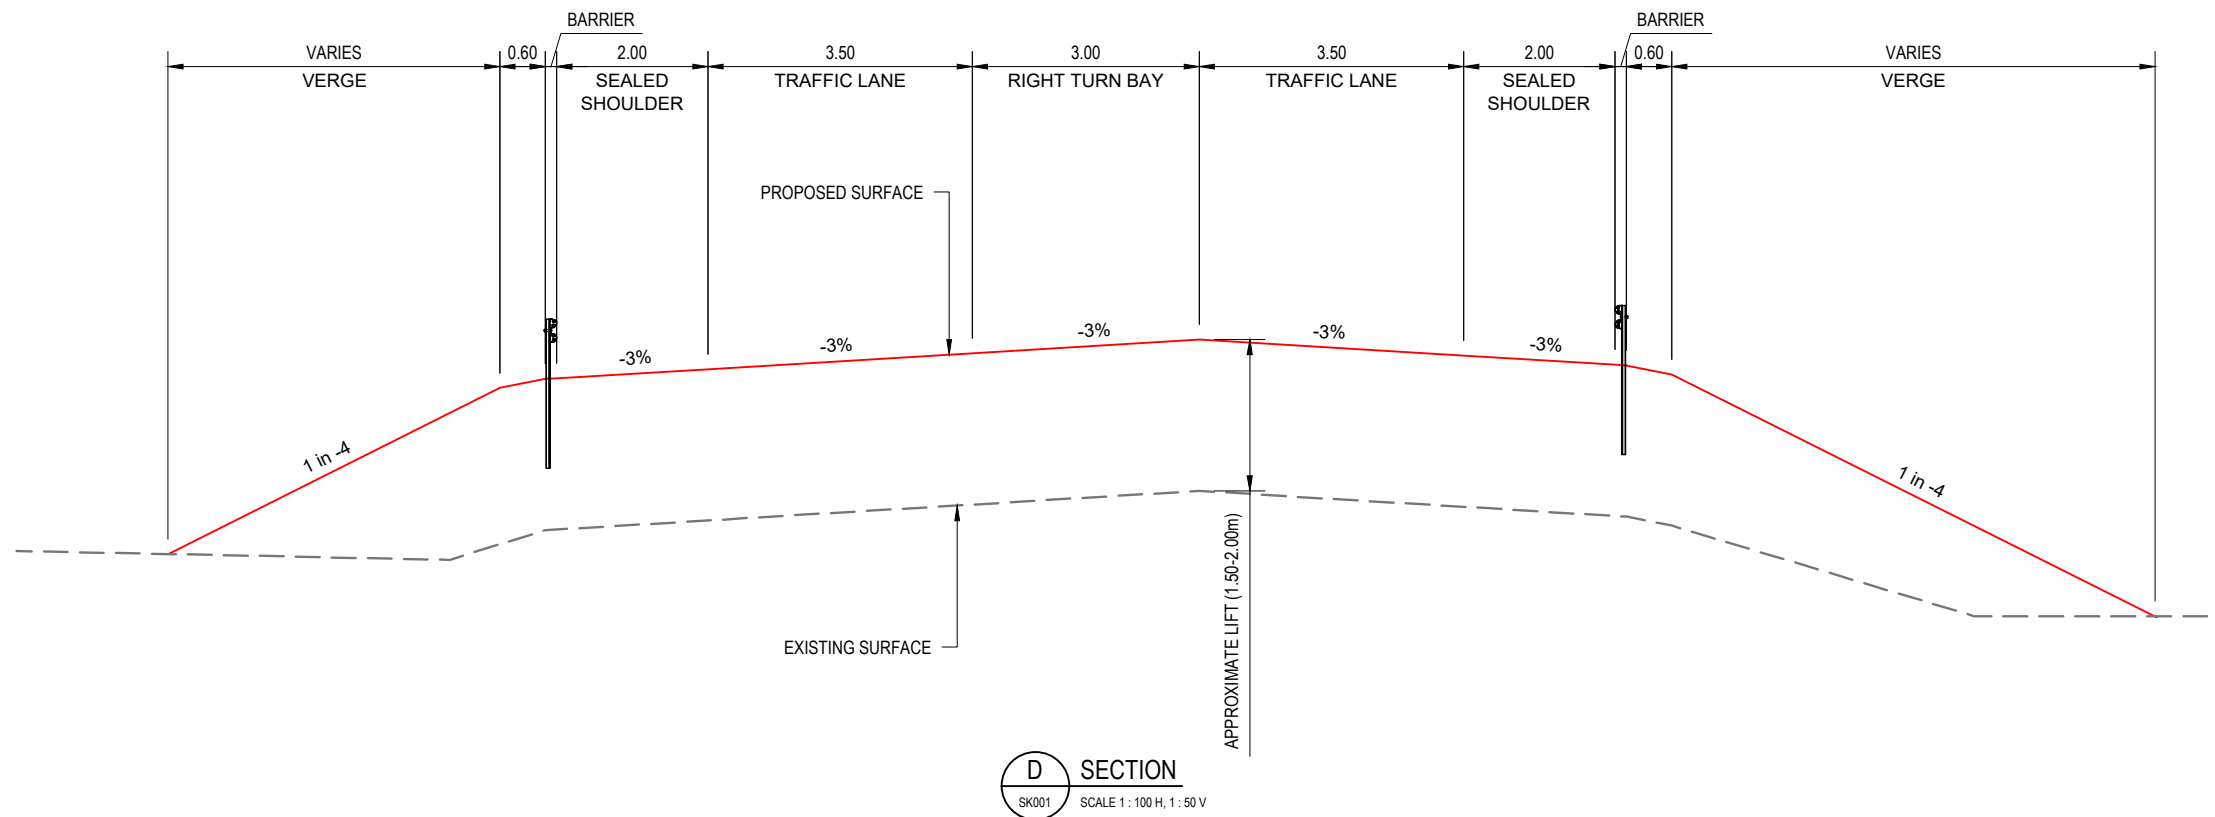 BARRIER
BARRIER
VARIES
0.60
2.00
3.50
3.00
3.50
2.00
0.60
VARIES
VERGE
SEALED
SHOULDER
TRAFFIC LANE
RIGHT TURN BAY
TRAFFIC LANE
SEALED
SHOULDER
VERGE
PROPOSED SURFACE
-3%
-3%
-3%
-3%
-3%
1 in -4
1 in -4
APPROXIMATE LIFT (1.50-2.00m)
EXISTING SURFACE
D
SK001
SECTION
SCALE 1 : 100 H, 1 : 50 V